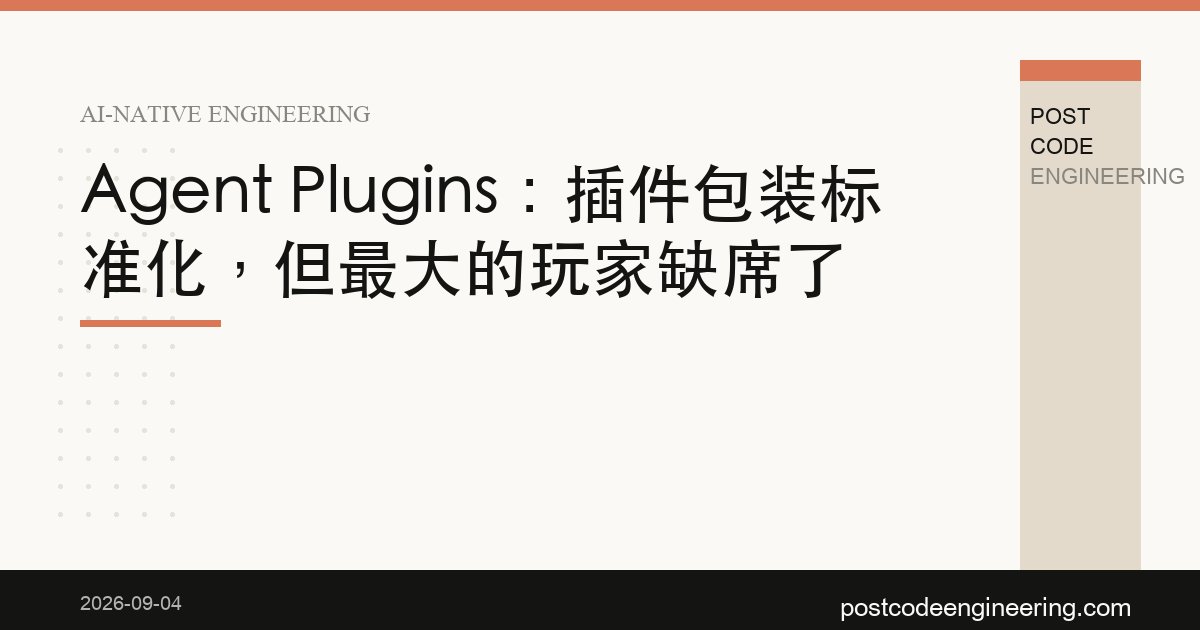 AI-NATIVE ENGINEERING
Agent Plugins：插件包装标
准化，但最大的玩家缺席了
POST
CODE
ENGINEERING
2026-09-04
postcodeengineering.com